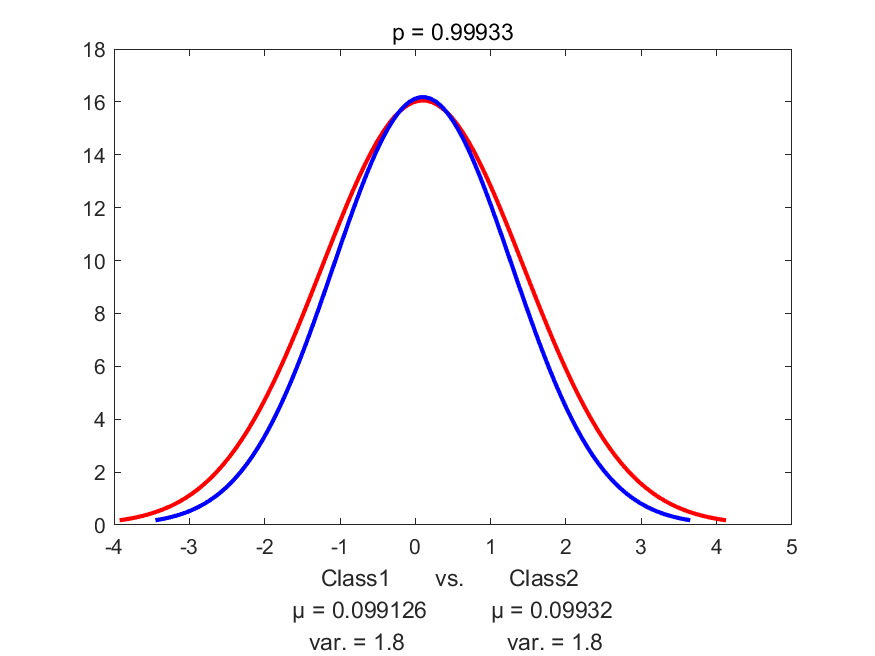 p = 0.99933
18
16
14
12
10
8
6
4
2
0
-4 -3 -2 -1 0 1 2 3 4 5
Class1 vs. Class2
μ = 0.099126 μ = 0.09932
var. = 1.8 var. = 1.8